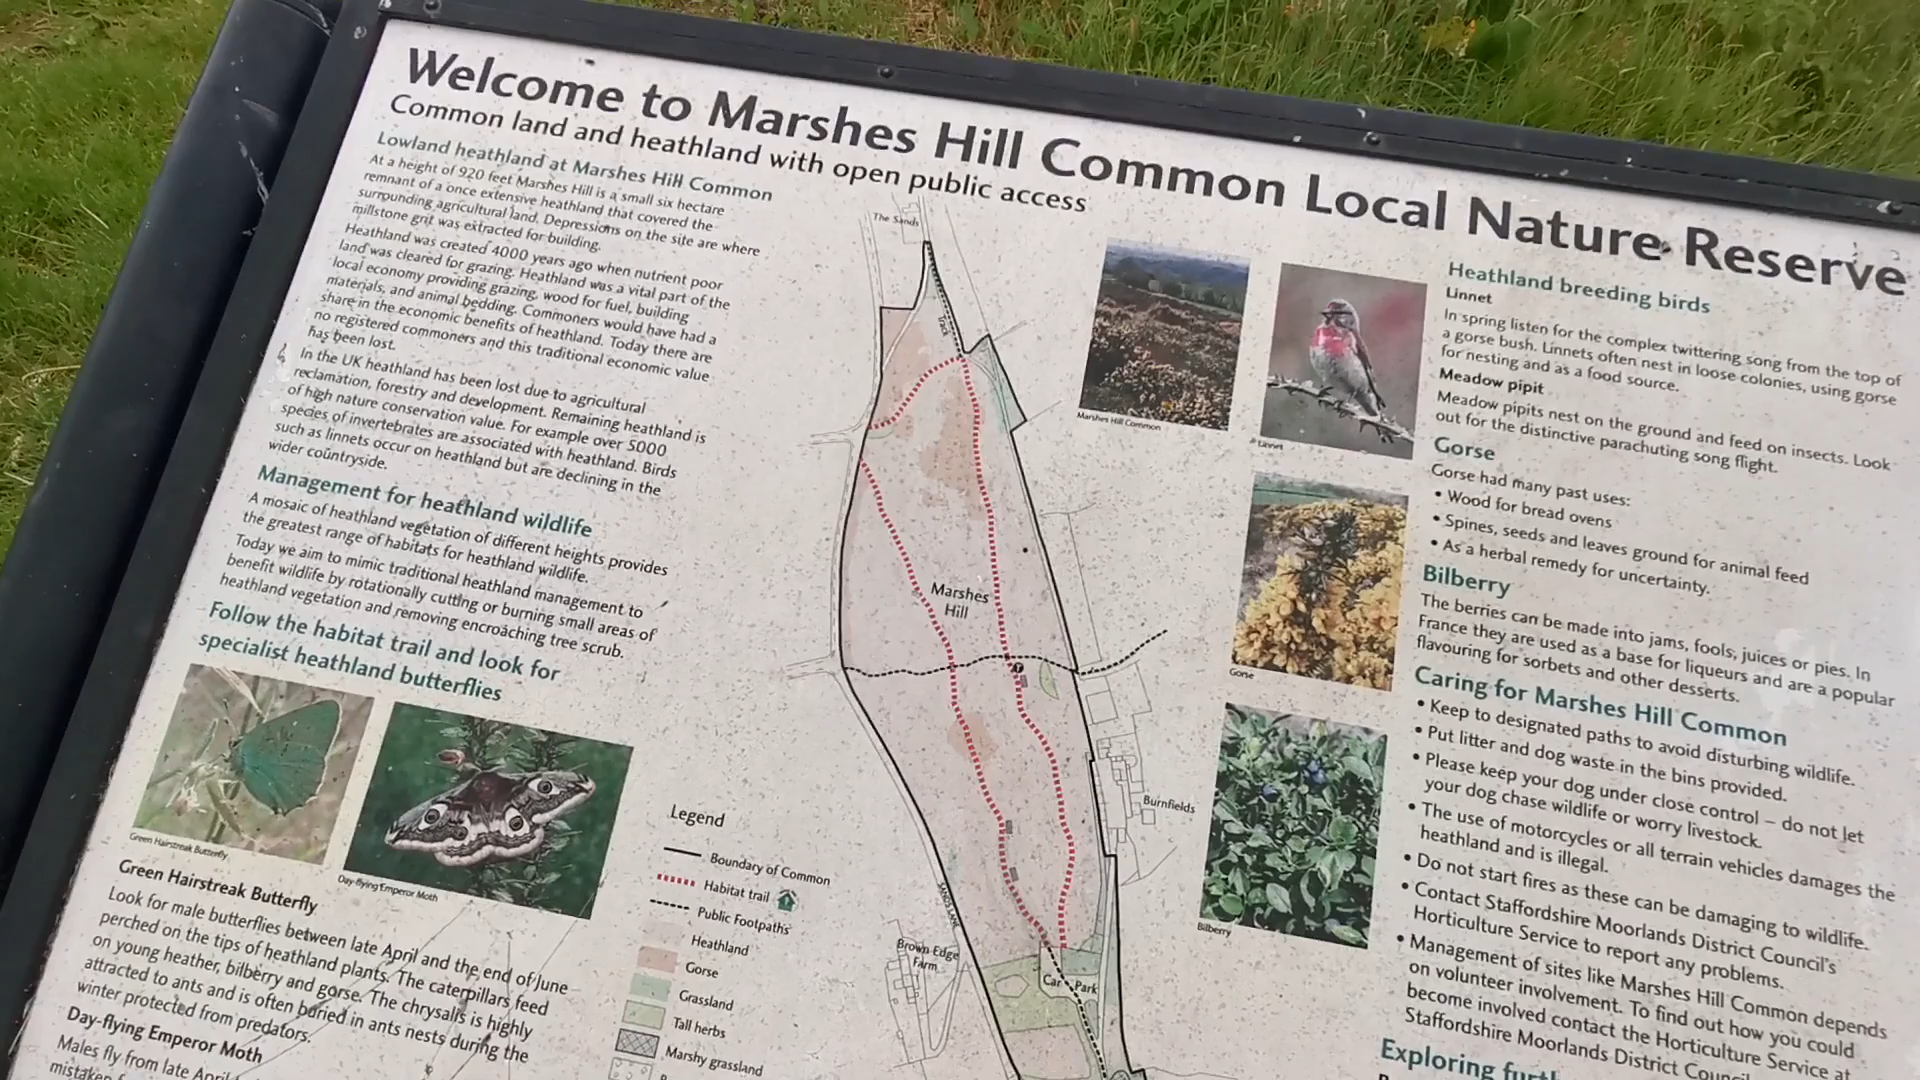 Welcome to Marshes Hill Common Local Nature Reserve
Common land and heathland with open public access
Lowland heathland at Marshes Hill Common
At a height of 920 feet Marshes Hill is a small six hectare
remnant of a once extensive heathland that covered the
surrounding agricultural land. Depressions on the site are where
millstone grit was extracted for building.
Heathland was created 4000 years ago when nutrient poor
land was cleared for grazing. Heathland was a vital part of the
local economy providing grazing, wood for fuel, building
materials, and animal bedding. Commoners would have had a
share in the economic benefits of heathland. Today there are
no registered commoners and this traditional economic value
has been lost.
In the UK heathland has been lost due to agricultural
reclamation, forestry and development. Remaining heathland is
of high nature conservation value. For example over 5000
species of invertebrates are associated with heathland. Birds
such as linnets occur on heathland but are declining in the
wider countryside.
Management for heathland wildlife
A mosaic of heathland vegetation of different heights provides
the greatest range of habitats for heathland wildlife.
Today we aim to mimic traditional heathland management to
benefit wildlife by rotationally cutting or burning small areas of
heathland vegetation and removing encroaching tree scrub.
Follow the habitat trail and look for
specialist heathland butterflies
Green Hairstreak Butterfly
Day-flying Emperor Moth
Green Hairstreak Butterfly
Look for male butterflies between late April and the end of June
perched on the tips of heathland plants. The caterpillars feed
on young heather, bilberry and gorse. The chrysalis is highly
attracted to ants and is often buried in ants nests during the
winter protected from predators.
Day-flying Emperor Moth
Males fly from late April
mistaken
The Sands
Track
Marshes
Hill
Burnfields
SANDS LANE
Brown Edge
Farm
Car Park
Legend
Boundary of Common
Habitat trail
Public Footpaths
Heathland
Gorse
Grassland
Tall herbs
Marshy grassland
Marshes Hill Common
Linnet
Gorse
Bilberry
Heathland breeding birds
Linnet
In spring listen for the complex twittering song from the top of
a gorse bush. Linnets often nest in loose colonies, using gorse
for nesting and as a food source.
Meadow pipit
Meadow pipits nest on the ground and feed on insects. Look
out for the distinctive parachuting song flight.
Gorse
Gorse had many past uses:
• Wood for bread ovens
• Spines, seeds and leaves ground for animal feed
• As a herbal remedy for uncertainty.
Bilberry
The berries can be made into jams, fools, juices or pies. In
France they are used as a base for liqueurs and are a popular
flavouring for sorbets and other desserts.
Caring for Marshes Hill Common
• Keep to designated paths to avoid disturbing wildlife.
• Put litter and dog waste in the bins provided.
• Please keep your dog under close control – do not let
your dog chase wildlife or worry livestock.
• The use of motorcycles or all terrain vehicles damages the
heathland and is illegal.
• Do not start fires as these can be damaging to wildlife.
• Contact Staffordshire Moorlands District Council's
Horticulture Service to report any problems.
• Management of sites like Marshes Hill Common depends
on volunteer involvement. To find out how you could
become involved contact the Horticulture Service at
Staffordshire Moorlands District Council
Exploring